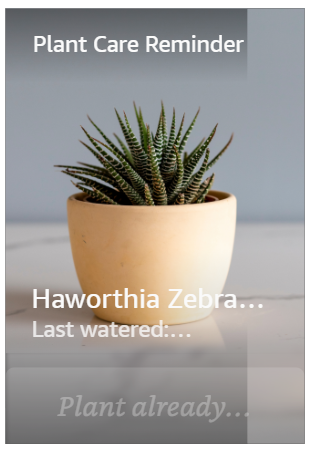 Plant Care Reminder
Haworthia Zebra...
Last watered:...
Plant already...